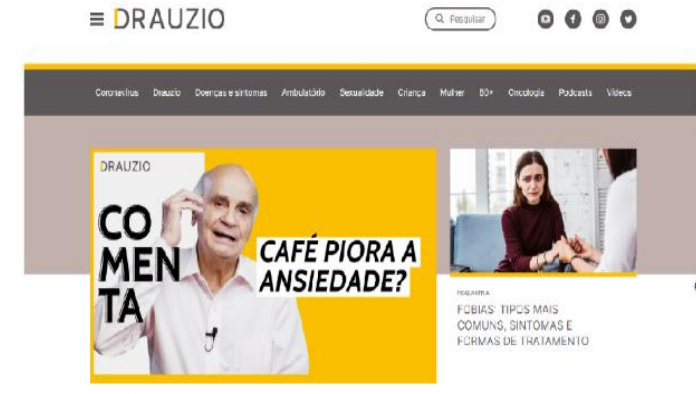 DRAUZIO
Pesquisar
Coronavírus Drauzio Doenças e sintomas Ambulatório Sexualidade Criança Mulher 50+ Oncologia Podcasts Vídeos
DRAUZIO
CO
MEN
TA
CAFÉ PIORA A
ANSIEDADE?
PSIQUIATRIA
FOBIAS: TIPOS MAIS
COMUNS, SINTOMAS E
FORMAS DE TRATAMENTO